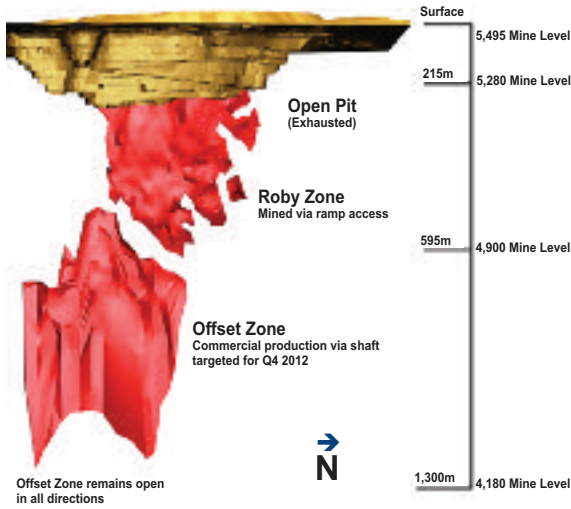 Surface
5,495 Mine Level
215m
5,280 Mine Level
Open Pit
(Exhausted)
Roby Zone
Mined via ramp access
595m
4,900 Mine Level
Offset Zone
Commercial production via shaft
targeted for Q4 2012
N
1,300m
4,180 Mine Level
Offset Zone remains open
in all directions